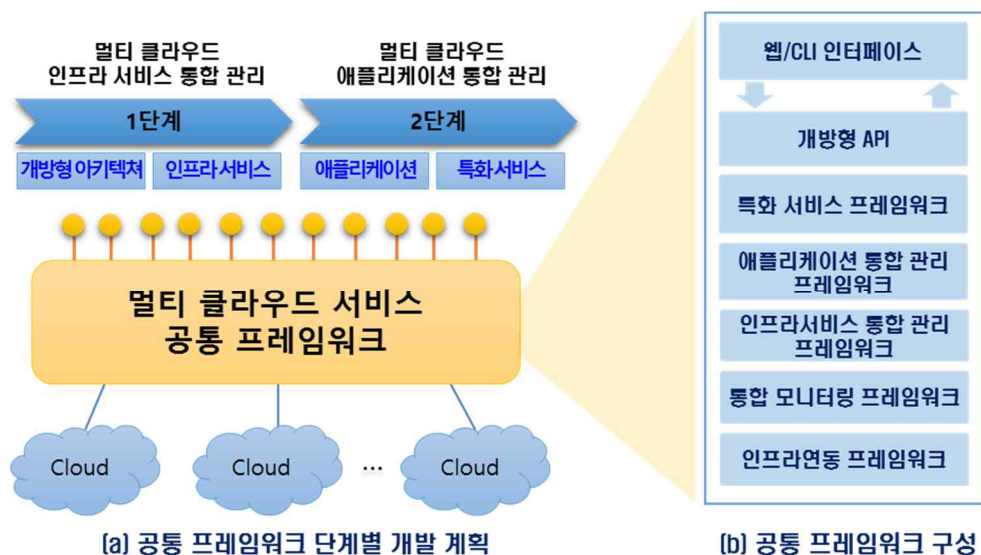 멀티 클라우드
인프라 서비스 통합 관리
멀티 클라우드
애플리케이션 통합 관리
1단계
2단계
개방형 아키텍쳐
인프라 서비스
애플리케이션
특화 서비스
멀티 클라우드 서비스
공통 프레임워크
Cloud
Cloud
...
Cloud
(a) 공통 프레임워크 단계별 개발 계획
웹/CLI 인터페이스
개방형 API
특화 서비스 프레임워크
애플리케이션 통합 관리
프레임워크
인프라서비스 통합 관리
프레임워크
통합 모니터링 프레임워크
인프라연동 프레임워크
(b) 공통 프레임워크 구성